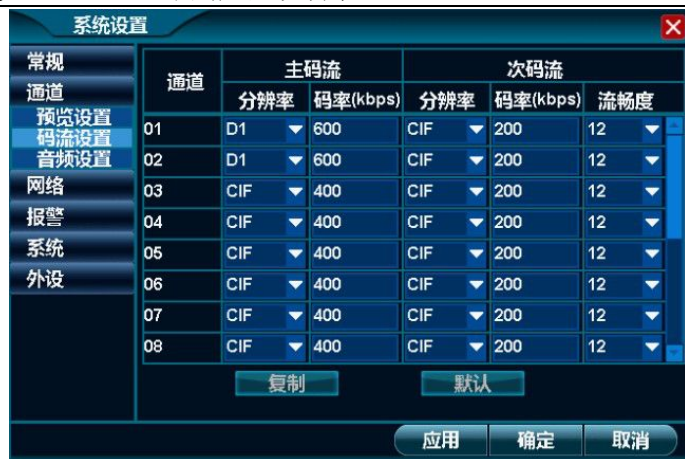 系统设置
常规
通道
预览设置
码流设置
音频设置
网络
报警
系统
外设
通道 主码流 次码流
分辨率 码率(kbps) 分辨率 码率(kbps) 流畅度
01 D1 600 CIF 200 12
02 D1 600 CIF 200 12
03 CIF 400 CIF 200 12
04 CIF 400 CIF 200 12
05 CIF 400 CIF 200 12
06 CIF 400 CIF 200 12
07 CIF 400 CIF 200 12
08 CIF 400 CIF 200 12
复制 默认
应用 确定 取消